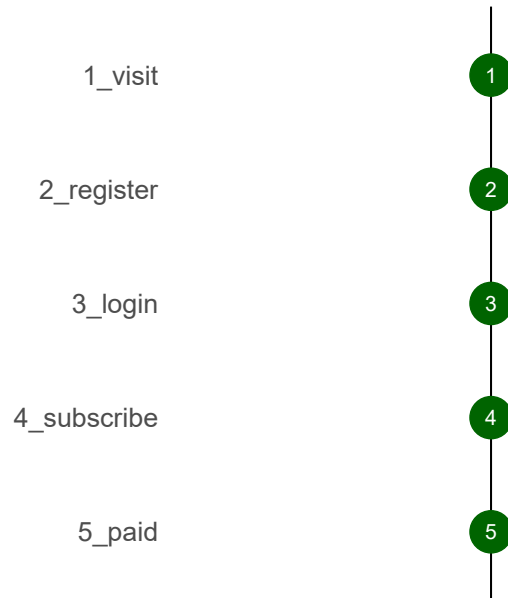 1_visit 1
2_register 2
3_login 3
4_subscribe 4
5_paid 5